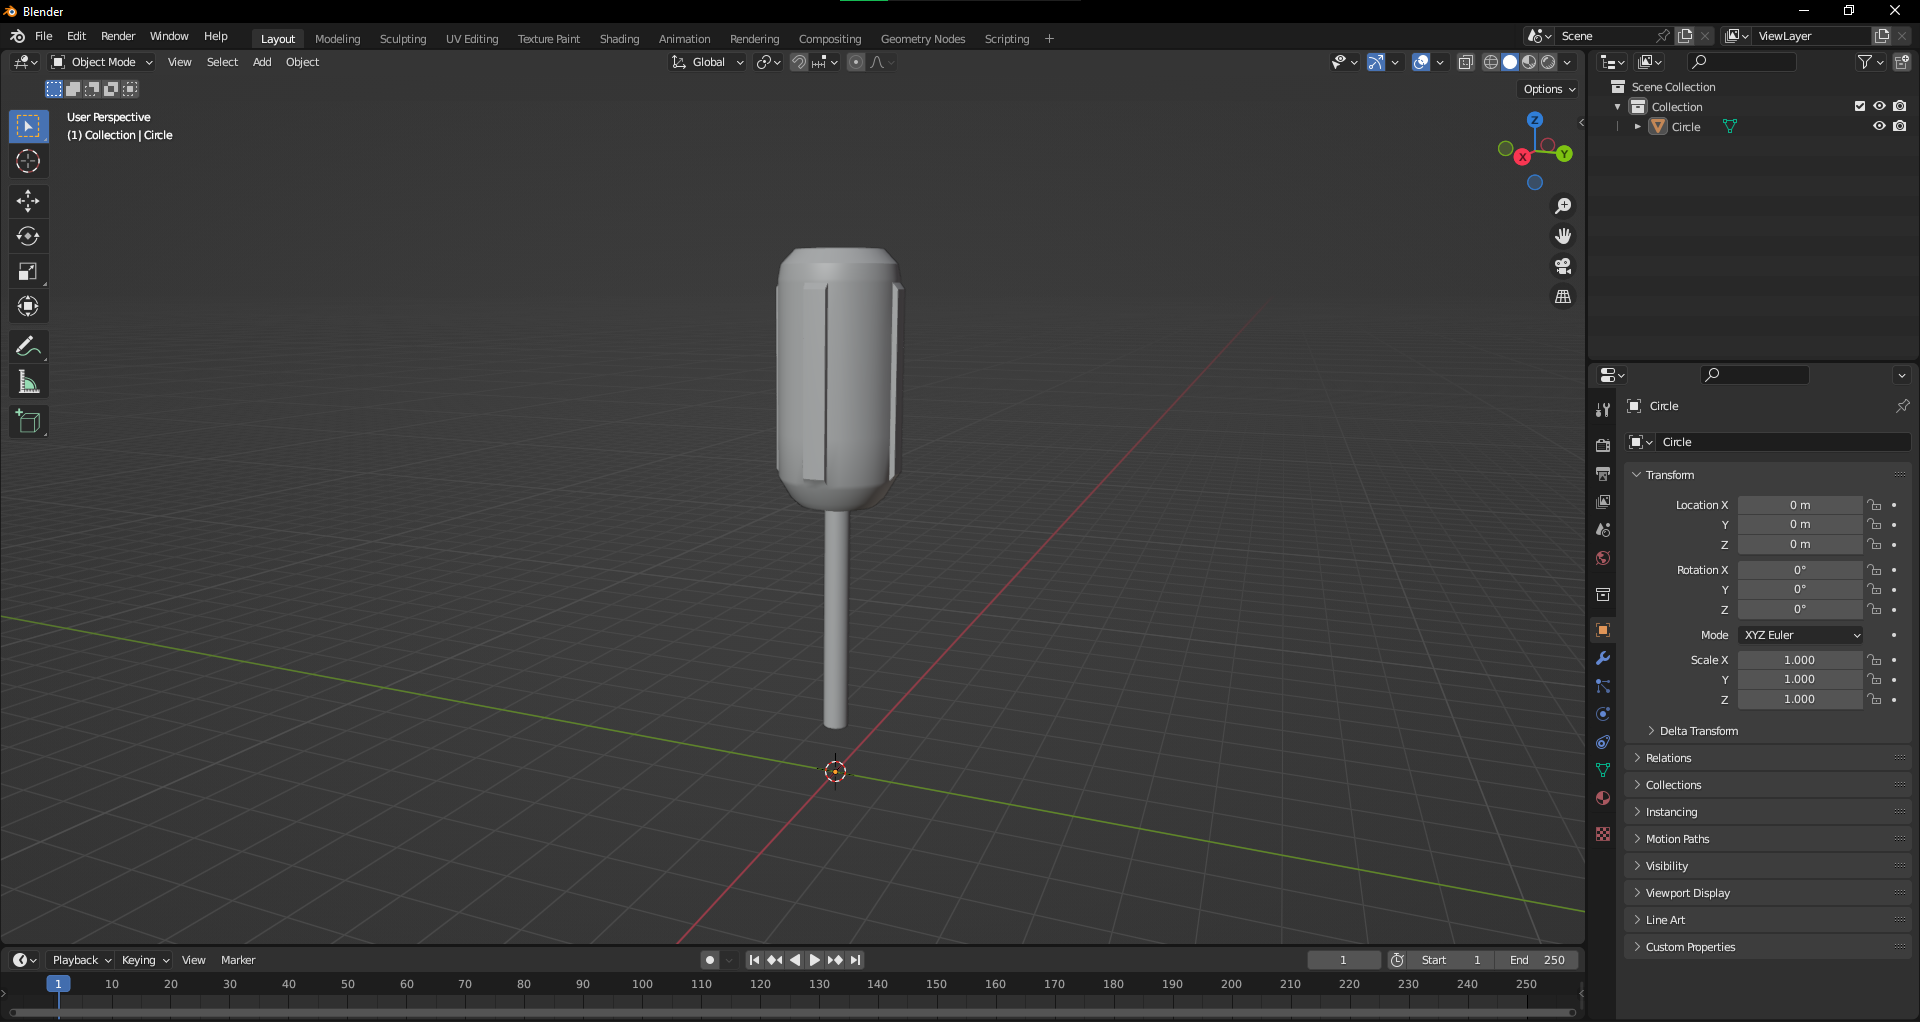 Blender
File Edit Render Window Help Layout Modeling Sculpting UV Editing Texture Paint Shading Animation Rendering Compositing Geometry Nodes Scripting + Scene ViewLayer
Object Mode View Select Add Object Global
Options
User Perspective
(1) Collection | Circle
Z
X
Y
Scene Collection
Collection
Circle
Circle
Circle
Transform
Location X 0 m
Y 0 m
Z 0 m
Rotation X 0°
Y 0°
Z 0°
Mode XYZ Euler
Scale X 1.000
Y 1.000
Z 1.000
Delta Transform
Relations
Collections
Instancing
Motion Paths
Visibility
Viewport Display
Line Art
Custom Properties
Playback Keying View Marker 1 Start 1 End 250
1 10 20 30 40 50 60 70 80 90 100 110 120 130 140 150 160 170 180 190 200 210 220 230 240 250